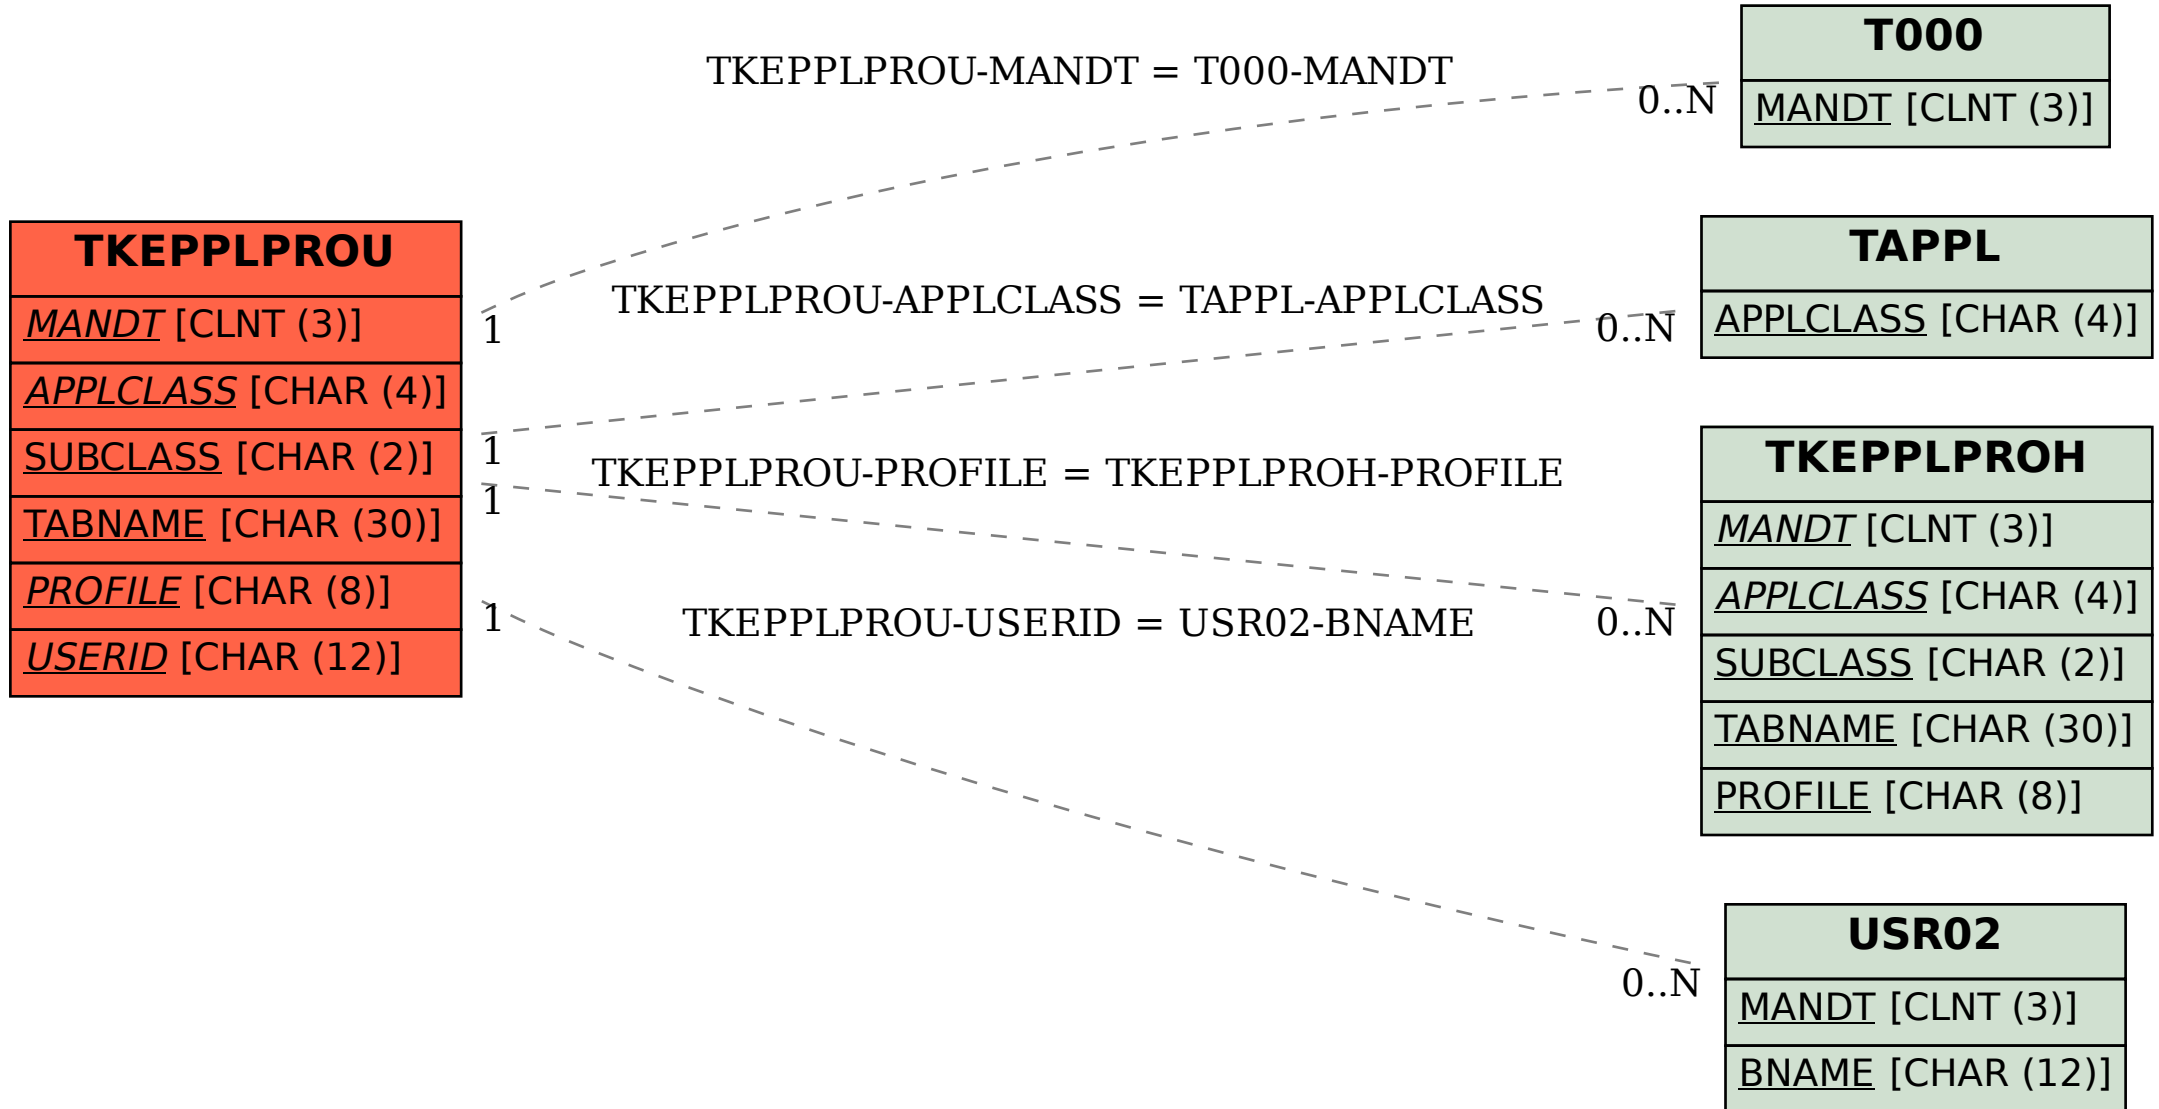 TKEPPLPROU
MANDT [CLNT (3)]
APPLCLASS [CHAR (4)]
SUBCLASS [CHAR (2)]
TABNAME [CHAR (30)]
PROFILE [CHAR (8)]
USERID [CHAR (12)]
TKEPPLPROU-MANDT = T000-MANDT
1
0..N
TKEPPLPROU-APPLCLASS = TAPPL-APPLCLASS
1
0..N
TKEPPLPROU-PROFILE = TKEPPLPROH-PROFILE
1
0..N
TKEPPLPROU-USERID = USR02-BNAME
1
0..N
T000
MANDT [CLNT (3)]
TAPPL
APPLCLASS [CHAR (4)]
TKEPPLPROH
MANDT [CLNT (3)]
APPLCLASS [CHAR (4)]
SUBCLASS [CHAR (2)]
TABNAME [CHAR (30)]
PROFILE [CHAR (8)]
USR02
MANDT [CLNT (3)]
BNAME [CHAR (12)]